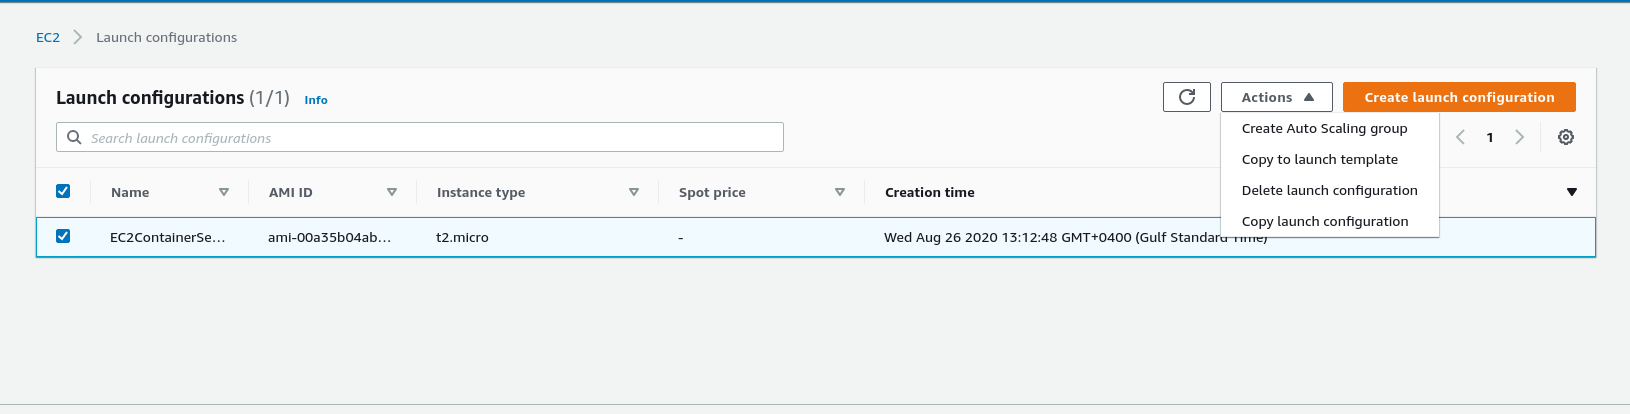 EC2 Launch configurations
Launch configurations (1/1) Info
Actions Create launch configuration
Search launch configurations
1
Create Auto Scaling group
Copy to launch template
Delete launch configuration
Copy launch configuration
Name AMI ID Instance type Spot price Creation time
EC2ContainerSe... ami-00a35b04ab... t2.micro - Wed Aug 26 2020 13:12:48 GMT+0400 (Gulf Standard Time)